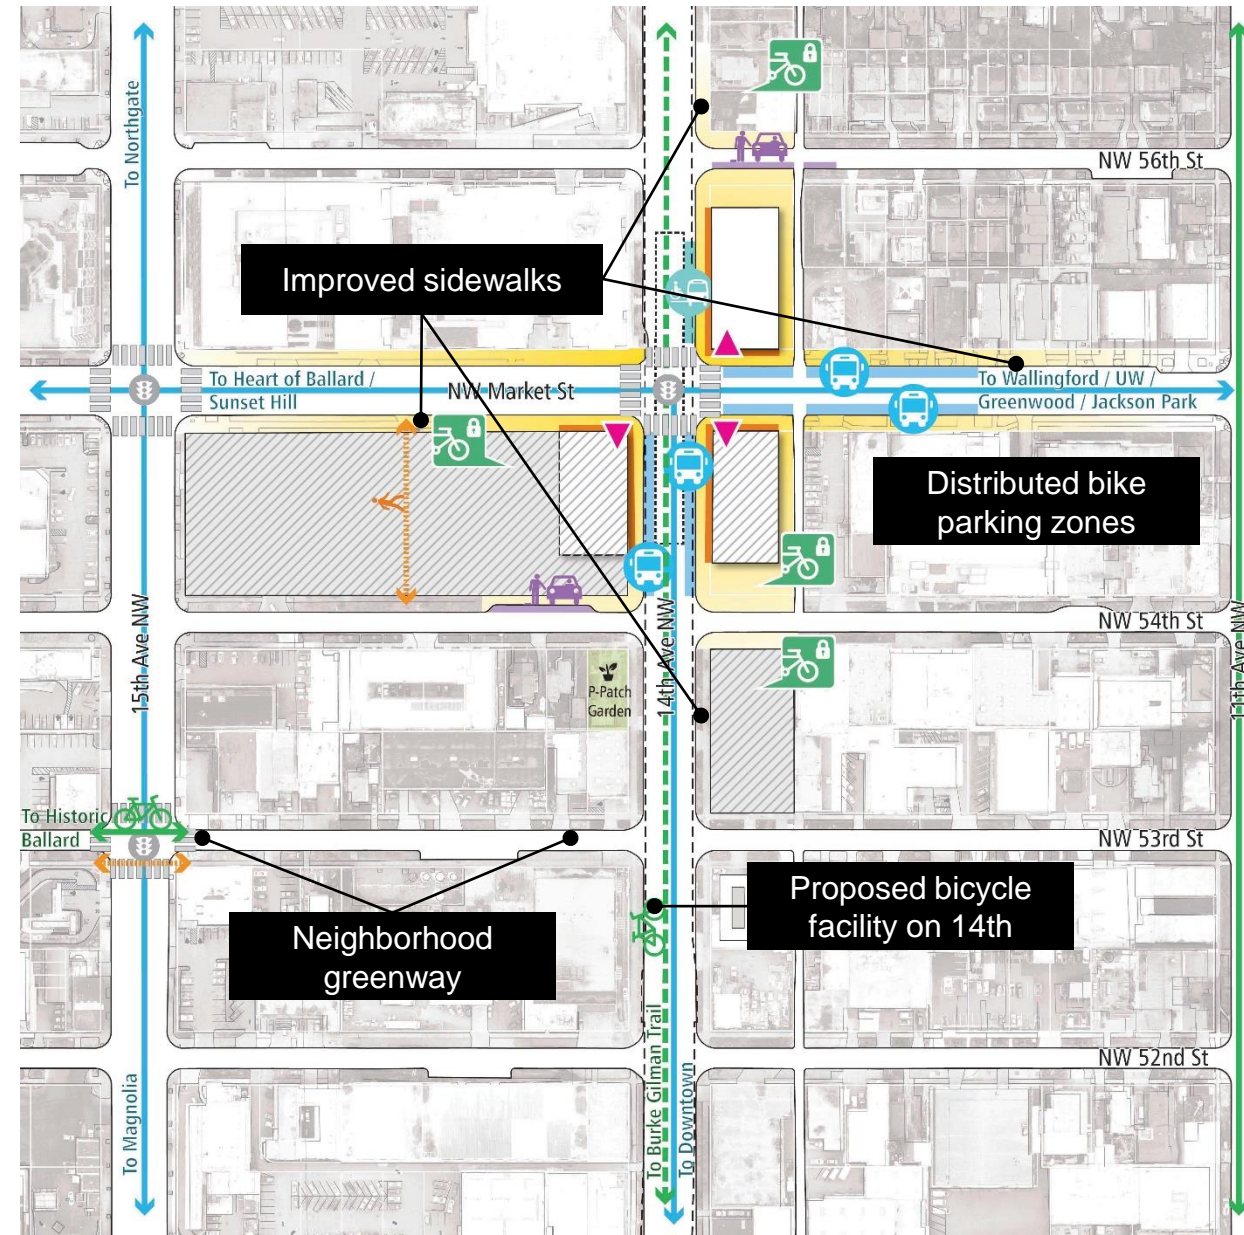 To Northgate
NW 56th St
Improved sidewalks
To Heart of Ballard /
Sunset Hill
NW Market St
To Wallingford / UW /
Greenwood / Jackson Park
Distributed bike
parking zones
15th Ave NW
14th Ave NW
11th Ave NW
NW 54th St
P-Patch
Garden
To Historic
Ballard
NW 53rd St
Neighborhood
greenway
Proposed bicycle
facility on 14th
NW 52nd St
To Magnolia
To Burke Gilman Trail
To Downtown